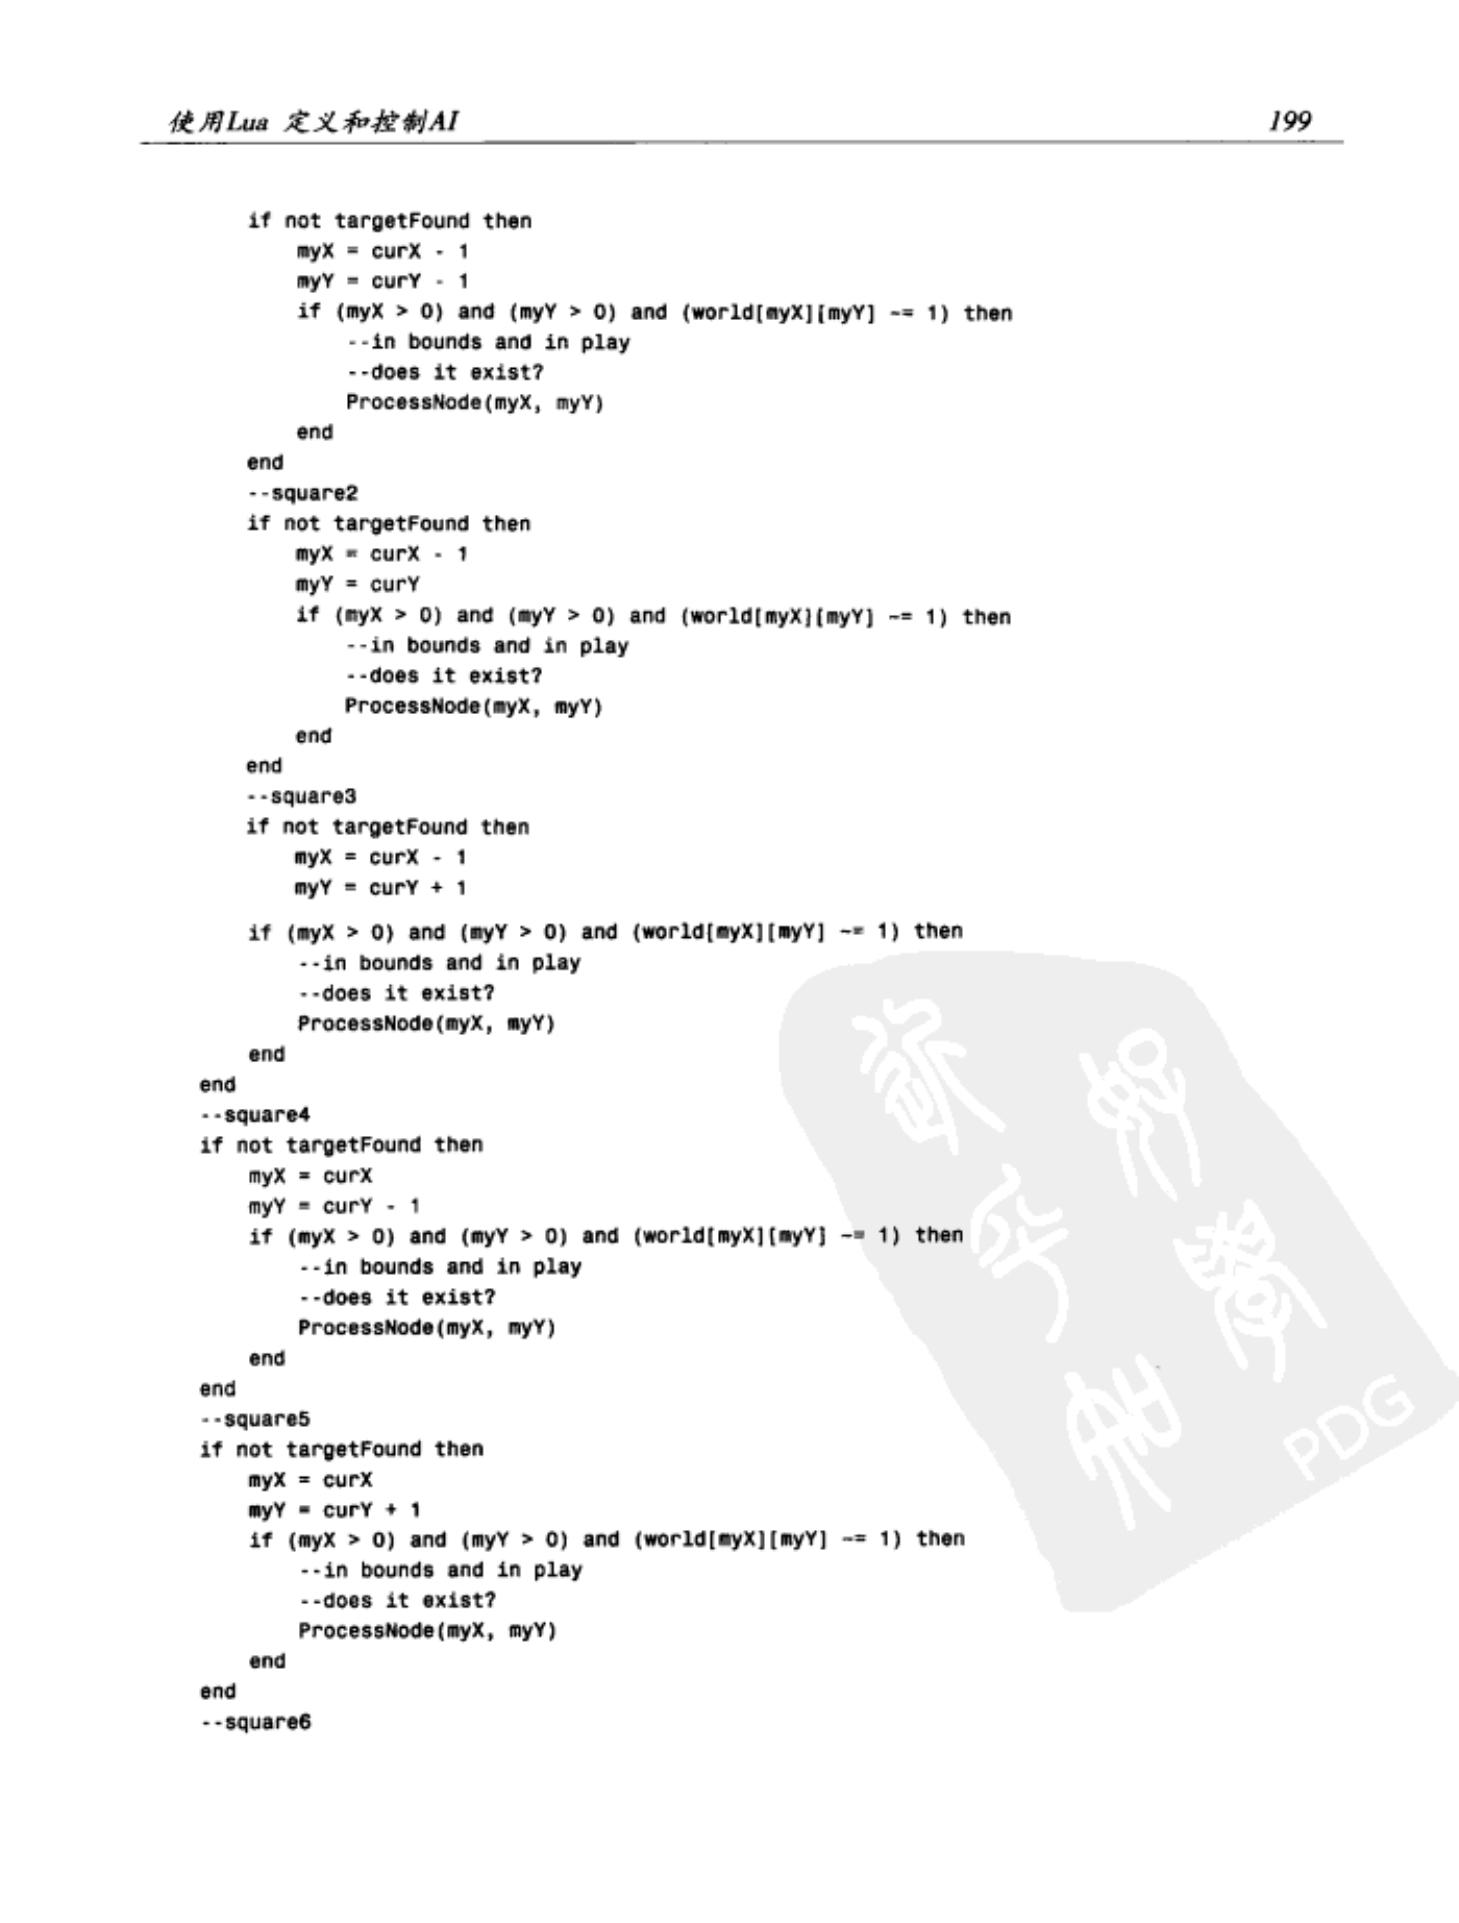 使用Lua 定义和控制AI 199
if not targetFound then
myX = curX - 1
myY = curY - 1
if (myX > 0) and (myY > 0) and (world[myX][myY] ~= 1) then
--in bounds and in play
--does it exist?
ProcessNode(myX, myY)
end
end
--square2
if not targetFound then
myX = curX - 1
myY = curY
if (myX > 0) and (myY > 0) and (world[myX][myY] ~= 1) then
--in bounds and in play
--does it exist?
ProcessNode(myX, myY)
end
end
--square3
if not targetFound then
myX = curX - 1
myY = curY + 1
if (myX > 0) and (myY > 0) and (world[myX][myY] ~= 1) then
--in bounds and in play
--does it exist?
ProcessNode(myX, myY)
end
end
--square4
if not targetFound then
myX = curX
myY = curY - 1
if (myX > 0) and (myY > 0) and (world[myX][myY] ~= 1) then
--in bounds and in play
--does it exist?
ProcessNode(myX, myY)
end
end
--square5
if not targetFound then
myX = curX
myY = curY + 1
if (myX > 0) and (myY > 0) and (world[myX][myY] ~= 1) then
--in bounds and in play
--does it exist?
ProcessNode(myX, myY)
end
end
--square6
PDG